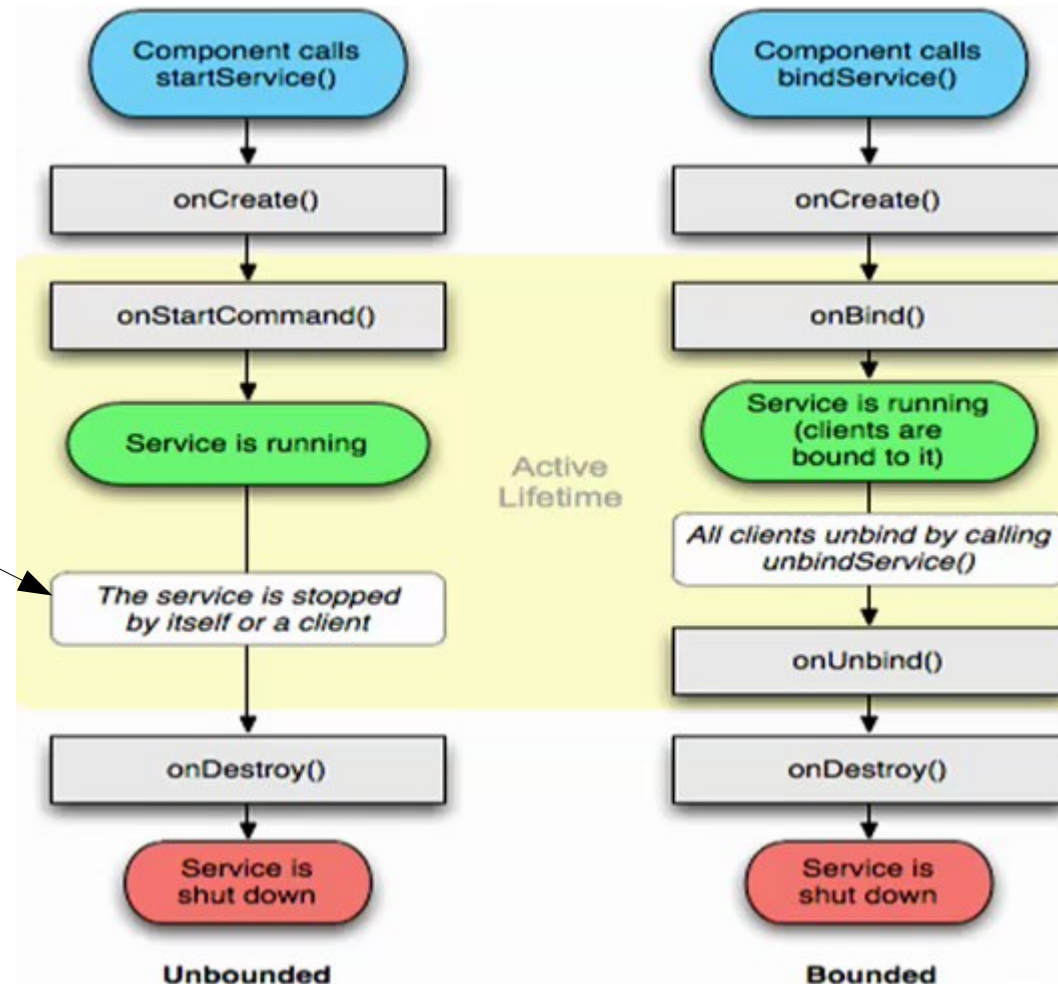 Component calls
startService()
onCreate()
onStartCommand()
Service is running
The service is stopped
by itself or a client
onDestroy()
Service is
shut down
Unbounded
Active
Lifetime
Component calls
bindService()
onCreate()
onBind()
Service is running
(clients are
bound to it)
All clients unbind by calling
unbindService()
onUnbind()
onDestroy()
Service is
shut down
Bounded